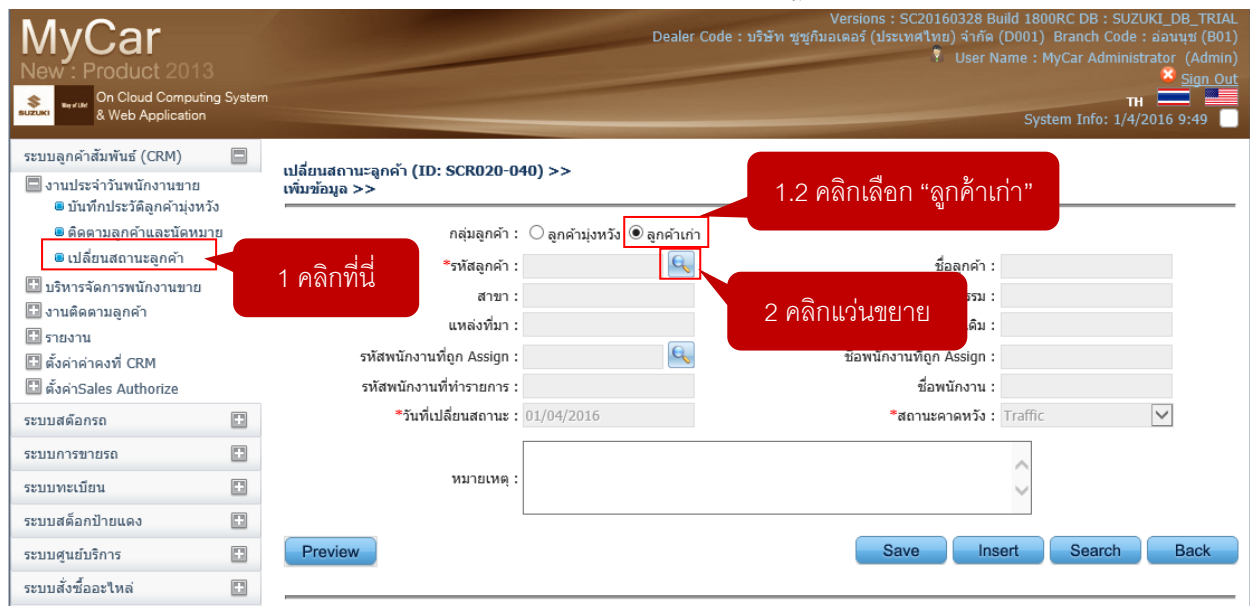 Versions : SC20160328 Build 1800RC DB : SUZUKI_DB_TRIAL
MyCar
Dealer Code : บริษัท ซูซูกิมอเตอร์ (ประเทศไทย) จำกัด (D001) Branch Code : อ่อนนุช (B01)
New : Product 2013
User Name : MyCar Administrator (Admin)
Sign Out
SUZUKI Way of Life! On Cloud Computing System
& Web Application
TH
System Info: 1/4/2016 9:49
ระบบลูกค้าสัมพันธ์ (CRM)
งานประจำวันพนักงานขาย
บันทึกประวัติลูกค้ามุ่งหวัง
ติดตามลูกค้าและนัดหมาย
เปลี่ยนสถานะลูกค้า
บริหารจัดการพนักงานขาย
งานติดตามลูกค้า
รายงาน
ตั้งค่าค่าคงที่ CRM
ตั้งค่าSales Authorize
ระบบสต๊อกรถ
ระบบการขายรถ
ระบบทะเบียน
ระบบสต็อกป้ายแดง
ระบบศูนย์บริการ
ระบบสั่งซื้ออะไหล่
เปลี่ยนสถานะลูกค้า (ID: SCR020-040) >>
เพิ่มข้อมูล >>
1.2 คลิกเลือก “ลูกค้าเก่า”
กลุ่มลูกค้า : ลูกค้ามุ่งหวัง ลูกค้าเก่า
1 คลิกที่นี่
*รหัสลูกค้า :
ชื่อลูกค้า :
สาขา :
2 คลิกแว่นขยาย
แหล่งที่มา :
รหัสพนักงานที่ถูก Assign :
ชื่อพนักงานที่ถูก Assign :
รหัสพนักงานที่ทำรายการ :
ชื่อพนักงาน :
*วันที่เปลี่ยนสถานะ : 01/04/2016
*สถานะคาดหวัง : Traffic
หมายเหตุ :
Preview Save Insert Search Back